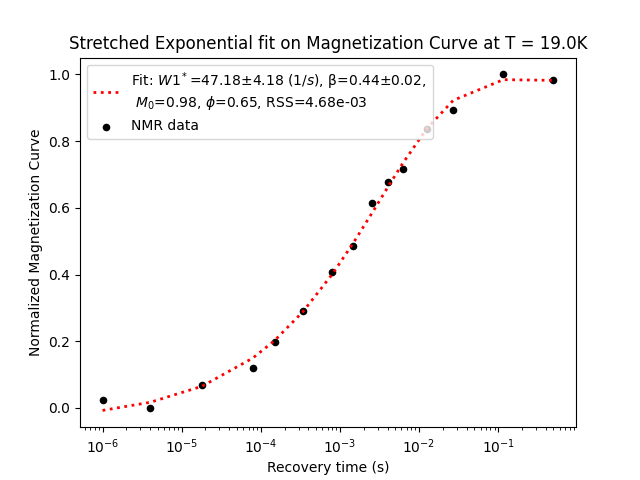 Stretched Exponential fit on Magnetization Curve at T = 19.0K
Fit: W1*=47.18±4.18 (1/s), β=0.44±0.02,
M₀=0.98, ϕ=0.65, RSS=4.68e-03
NMR data
1.0
0.8
0.6
0.4
0.2
0.0
Normalized Magnetization Curve
10⁻⁶ 10⁻⁵ 10⁻⁴ 10⁻³ 10⁻² 10⁻¹
Recovery time (s)